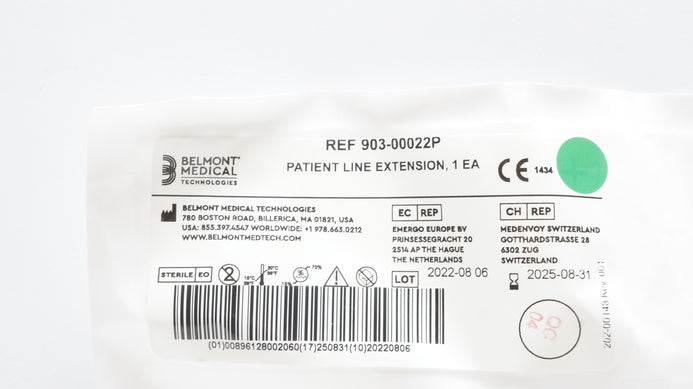 REF 903-00022P
PATIENT LINE EXTENSION, 1 EA
BELMONT
MEDICAL
TECHNOLOGIES
CE 1434
BELMONT MEDICAL TECHNOLOGIES
780 BOSTON ROAD, BILLERICA, MA 01821, USA
USA: 855.397.4547 WORLDWIDE: +1 978.663.0212
WWW.BELMONTMEDTECH.COM
EC REP
EMERGO EUROPE BV
PRINSESSEGRACHT 20
2514 AP THE HAGUE
THE NETHERLANDS
CH REP
MEDENVOY SWITZERLAND
GOTTHARDSTRASSE 28
6302 ZUG
SWITZERLAND
LOT 2022-08 06
2025-08-31
STERILE EO
2
30°C
86°F
70%
15%
(01)00896128002060(17)250831(10)20220806
QC
04